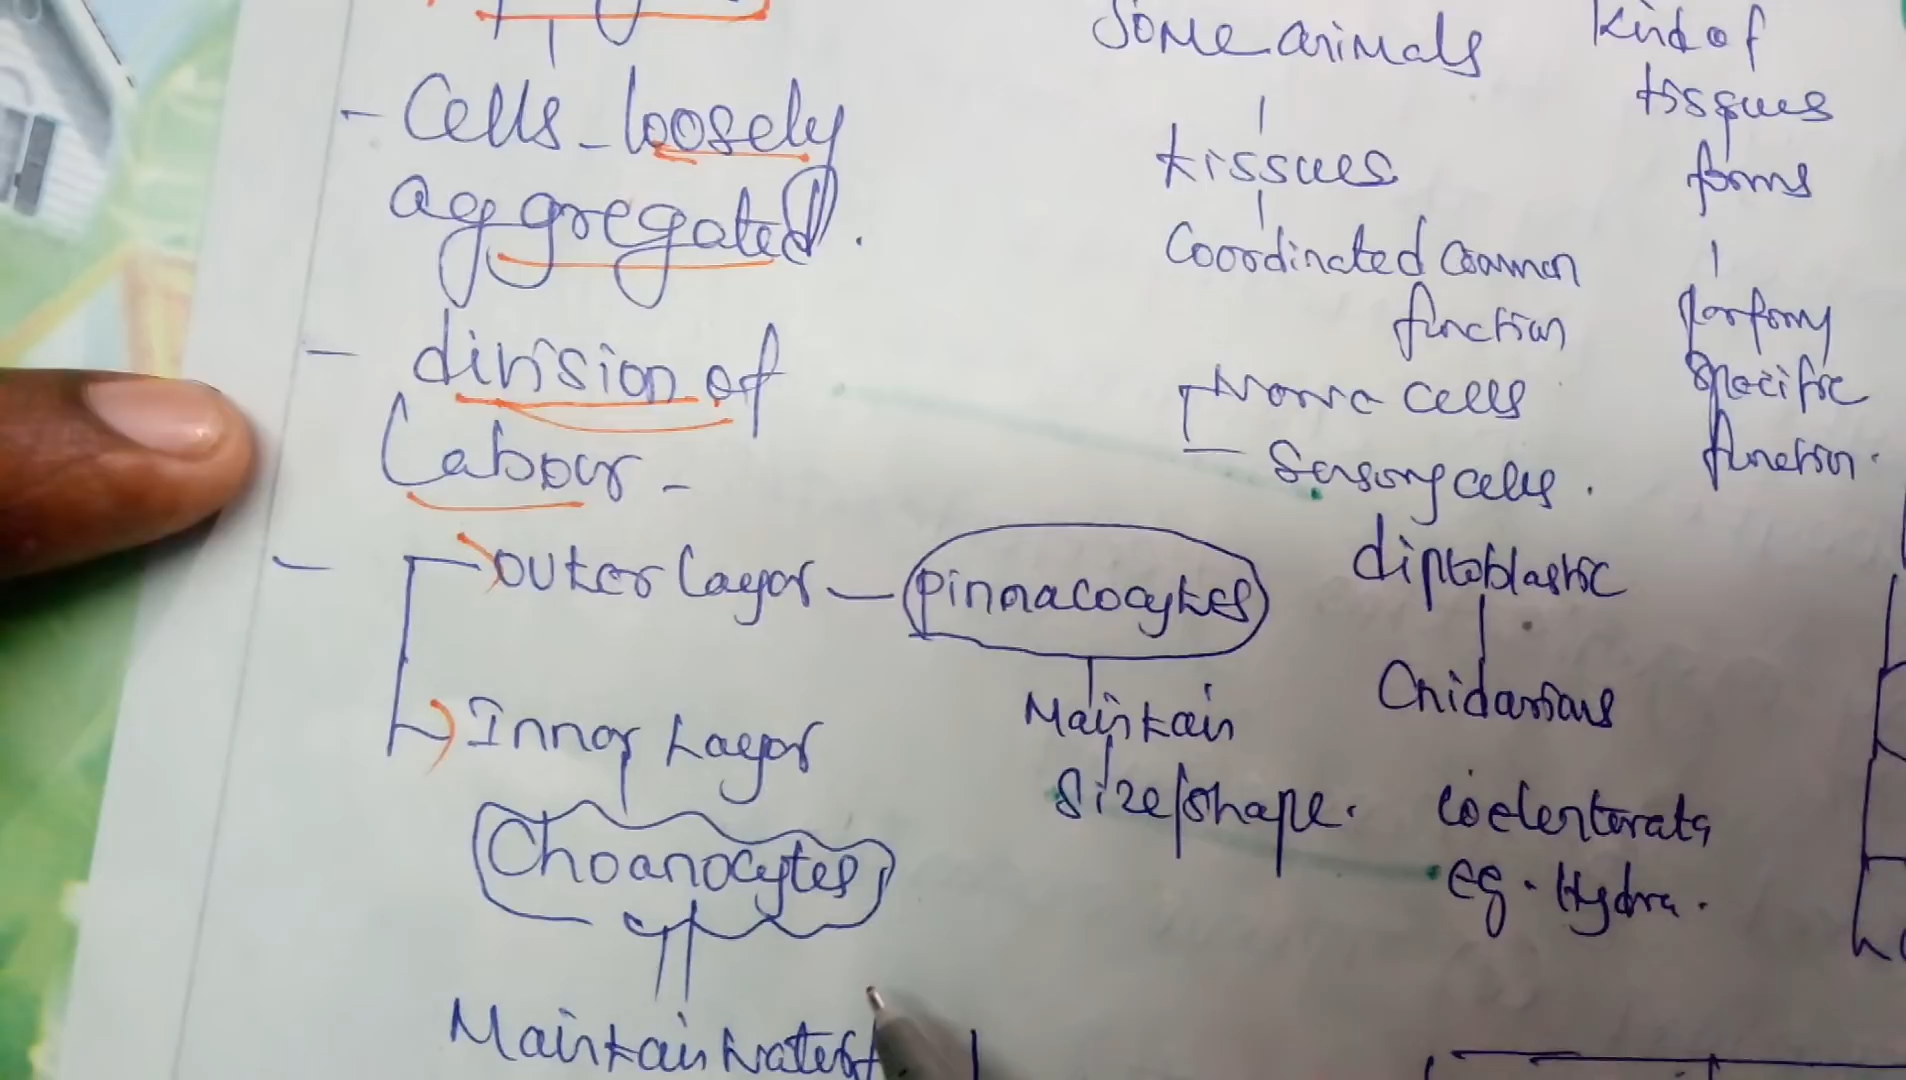 - Cells - loosely
aggregated.
- division of
Labour -
- outer layer - pinnacocytes
Maintain
size/shape.
Inner Layer
Choanocytes
Maintain Water
Some animals
tissues
Coordinated common
function
Nerve cells
Sensory cells.
diploblastic
Cnidarians
Coelenterata
eg. Hydra.
Kind of
tissues
forms
perform
specific
function.